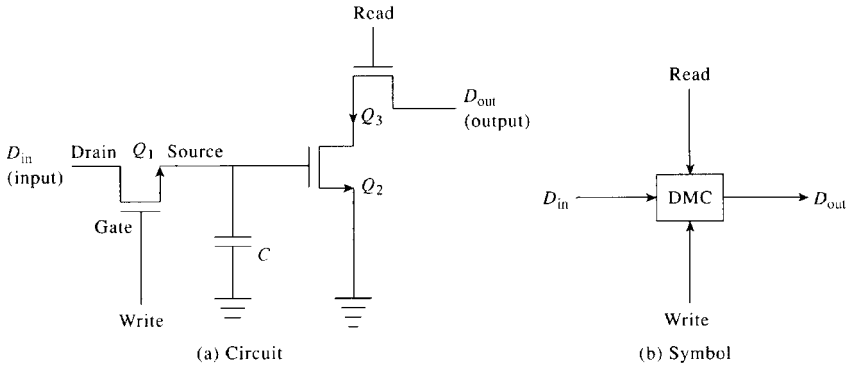 Read
D_out
(output)
Q_3
D_in
(input)
Drain
Q_1
Source
Q_2
Gate
C
Write
(a) Circuit
Read
D_in
DMC
D_out
Write
(b) Symbol